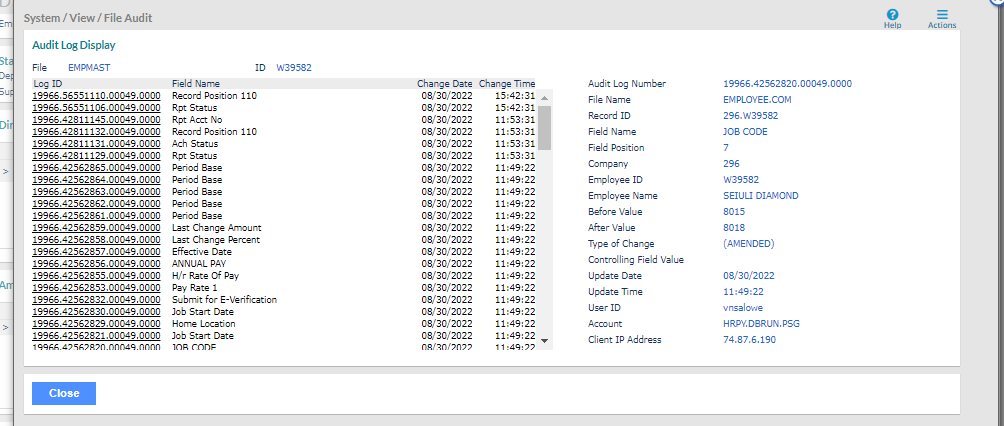 System / View / File Audit
Help
Actions
Audit Log Display
File EMPMAST ID W39582
Log ID Field Name Change Date Change Time
19966.56551110.00049.0000 Record Position 110 08/30/2022 15:42:31
19966.56551106.00049.0000 Rpt Status 08/30/2022 15:42:31
19966.42811145.00049.0000 Rpt Acct No 08/30/2022 11:53:31
19966.42811132.00049.0000 Record Position 110 08/30/2022 11:53:31
19966.42811131.00049.0000 Ach Status 08/30/2022 11:53:31
19966.42811129.00049.0000 Rpt Status 08/30/2022 11:53:31
19966.42562865.00049.0000 Period Base 08/30/2022 11:49:22
19966.42562864.00049.0000 Period Base 08/30/2022 11:49:22
19966.42562863.00049.0000 Period Base 08/30/2022 11:49:22
19966.42562862.00049.0000 Period Base 08/30/2022 11:49:22
19966.42562861.00049.0000 Period Base 08/30/2022 11:49:22
19966.42562859.00049.0000 Last Change Amount 08/30/2022 11:49:22
19966.42562858.00049.0000 Last Change Percent 08/30/2022 11:49:22
19966.42562857.00049.0000 Effective Date 08/30/2022 11:49:22
19966.42562856.00049.0000 ANNUAL PAY 08/30/2022 11:49:22
19966.42562855.00049.0000 H/r Rate Of Pay 08/30/2022 11:49:22
19966.42562853.00049.0000 Pay Rate 1 08/30/2022 11:49:22
19966.42562832.00049.0000 Submit for E-Verification 08/30/2022 11:49:22
19966.42562830.00049.0000 Job Start Date 08/30/2022 11:49:22
19966.42562829.00049.0000 Home Location 08/30/2022 11:49:22
19966.42562821.00049.0000 Job Start Date 08/30/2022 11:49:22
19966.42562820.00049.0000 JOB CODE 08/30/2022 11:49:22
Audit Log Number 19966.42562820.00049.0000
File Name EMPLOYEE.COM
Record ID 296.W39582
Field Name JOB CODE
Field Position 7
Company 296
Employee ID W39582
Employee Name SEIULI DIAMOND
Before Value 8015
After Value 8018
Type of Change (AMENDED)
Controlling Field Value
Update Date 08/30/2022
Update Time 11:49:22
User ID vnsalowe
Account HRPY.DBRUN.PSG
Client IP Address 74.87.6.190
Close